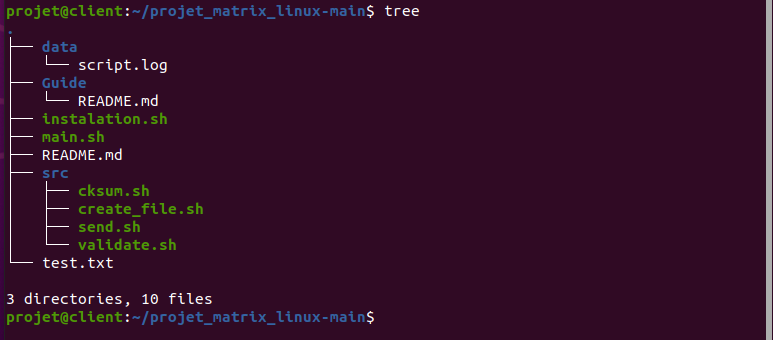 projet@client:~/projet_matrix_linux-main$ tree
.
├── data
│   └── script.log
├── Guide
│   └── README.md
├── instalation.sh
├── main.sh
├── README.md
├── src
│   ├── cksum.sh
│   ├── create_file.sh
│   ├── send.sh
│   └── validate.sh
└── test.txt

3 directories, 10 files
projet@client:~/projet_matrix_linux-main$